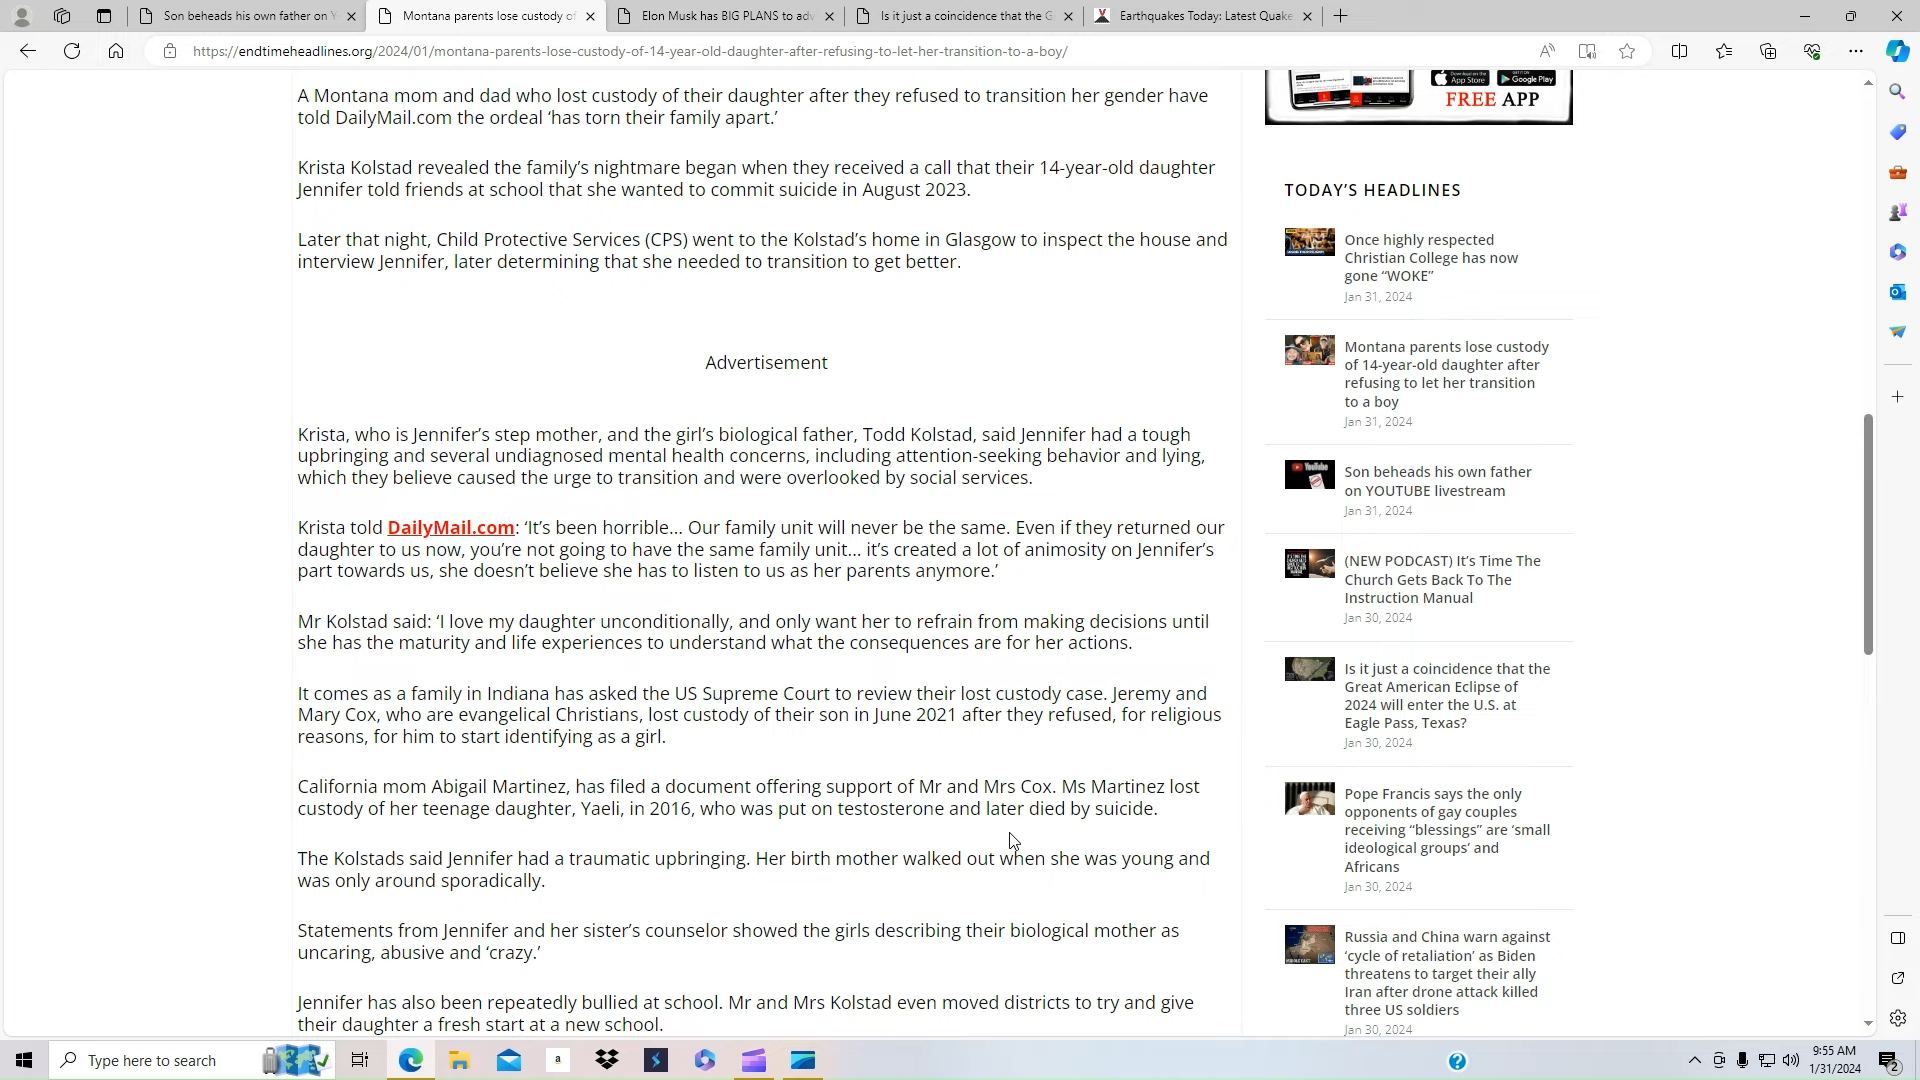 Son beheads his own father on Y
Montana parents lose custody of
Elon Musk has BIG PLANS to adv
Is it just a coincidence that the G
Earthquakes Today: Latest Quake
https://endtimeheadlines.org/2024/01/montana-parents-lose-custody-of-14-year-old-daughter-after-refusing-to-let-her-transition-to-a-boy/
A Montana mom and dad who lost custody of their daughter after they refused to transition her gender have
told DailyMail.com the ordeal ‘has torn their family apart.’
Krista Kolstad revealed the family’s nightmare began when they received a call that their 14-year-old daughter
Jennifer told friends at school that she wanted to commit suicide in August 2023.
Later that night, Child Protective Services (CPS) went to the Kolstad’s home in Glasgow to inspect the house and
interview Jennifer, later determining that she needed to transition to get better.
Advertisement
Krista, who is Jennifer’s step mother, and the girl’s biological father, Todd Kolstad, said Jennifer had a tough
upbringing and several undiagnosed mental health concerns, including attention-seeking behavior and lying,
which they believe caused the urge to transition and were overlooked by social services.
Krista told DailyMail.com: ‘It’s been horrible… Our family unit will never be the same. Even if they returned our
daughter to us now, you’re not going to have the same family unit… it’s created a lot of animosity on Jennifer’s
part towards us, she doesn’t believe she has to listen to us as her parents anymore.’
Mr Kolstad said: ‘I love my daughter unconditionally, and only want her to refrain from making decisions until
she has the maturity and life experiences to understand what the consequences are for her actions.
It comes as a family in Indiana has asked the US Supreme Court to review their lost custody case. Jeremy and
Mary Cox, who are evangelical Christians, lost custody of their son in June 2021 after they refused, for religious
reasons, for him to start identifying as a girl.
California mom Abigail Martinez, has filed a document offering support of Mr and Mrs Cox. Ms Martinez lost
custody of her teenage daughter, Yaeli, in 2016, who was put on testosterone and later died by suicide.
The Kolstads said Jennifer had a traumatic upbringing. Her birth mother walked out when she was young and
was only around sporadically.
Statements from Jennifer and her sister’s counselor showed the girls describing their biological mother as
uncaring, abusive and ‘crazy.’
Jennifer has also been repeatedly bullied at school. Mr and Mrs Kolstad even moved districts to try and give
their daughter a fresh start at a new school.
App Store
Google Play
FREE APP
TODAY’S HEADLINES
Once highly respected
Christian College has now
gone “WOKE”
Jan 31, 2024
Montana parents lose custody
of 14-year-old daughter after
refusing to let her transition
to a boy
Jan 31, 2024
YouTube
Son beheads his own father
on YOUTUBE livestream
Jan 31, 2024
(NEW PODCAST) It’s Time The
Church Gets Back To The
Instruction Manual
Jan 30, 2024
Is it just a coincidence that the
Great American Eclipse of
2024 will enter the U.S. at
Eagle Pass, Texas?
Jan 30, 2024
Pope Francis says the only
opponents of gay couples
receiving “blessings” are ‘small
ideological groups’ and
Africans
Jan 30, 2024
Russia and China warn against
‘cycle of retaliation’ as Biden
threatens to target their ally
Iran after drone attack killed
three US soldiers
Jan 30, 2024
Type here to search
a
9:55 AM
1/31/2024
2